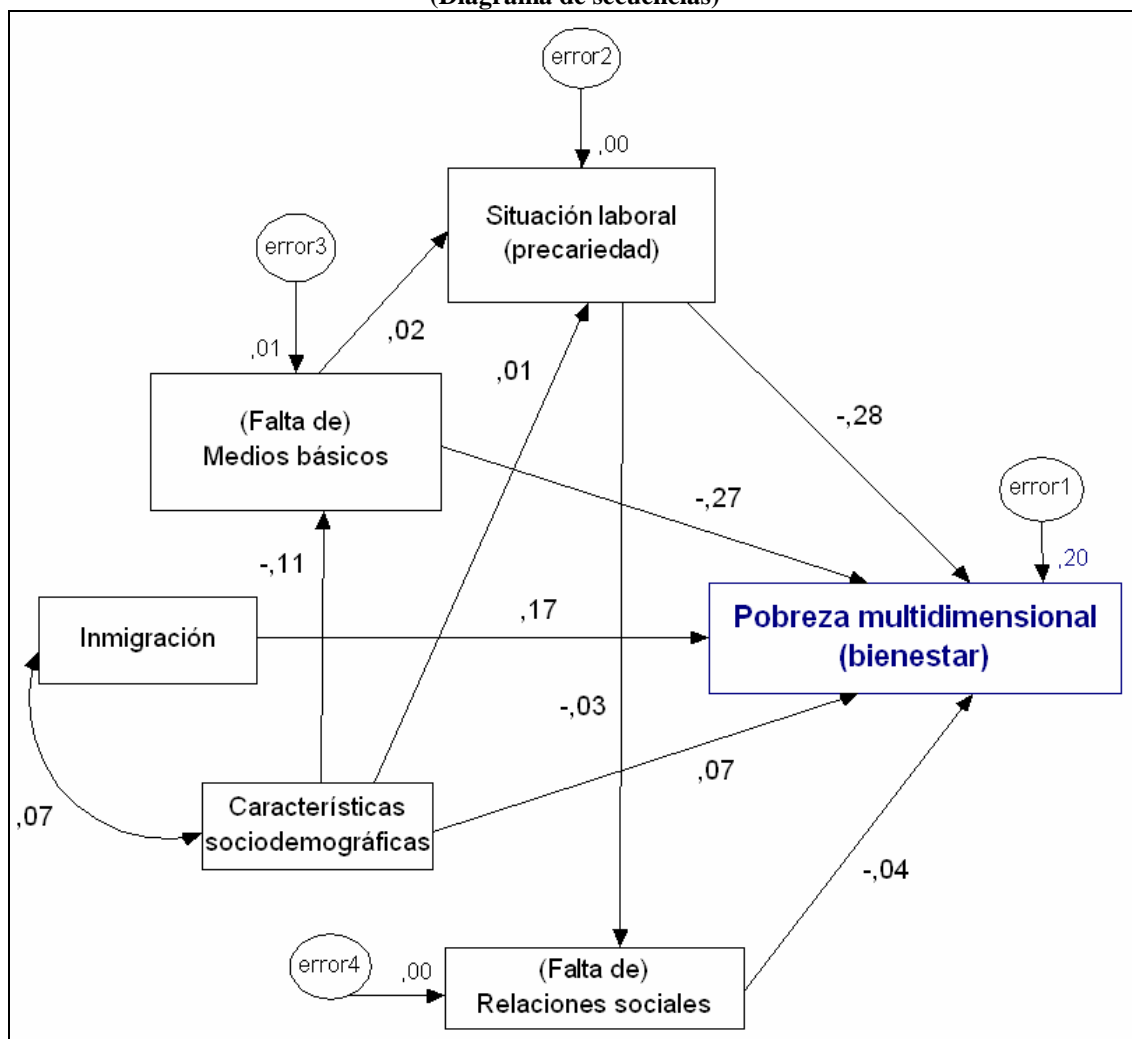 (Diagrama de secuencias)
error2
,00
Situación laboral
(precariedad)
error3
,01
,02
,01
(Falta de)
Medios básicos
-,28
-,27
error1
,20
-,11
Inmigración
,17
Pobreza multidimensional
(bienestar)
-,03
,07
Características
sociodemográficas
,07
-,04
error4
,00
(Falta de)
Relaciones sociales